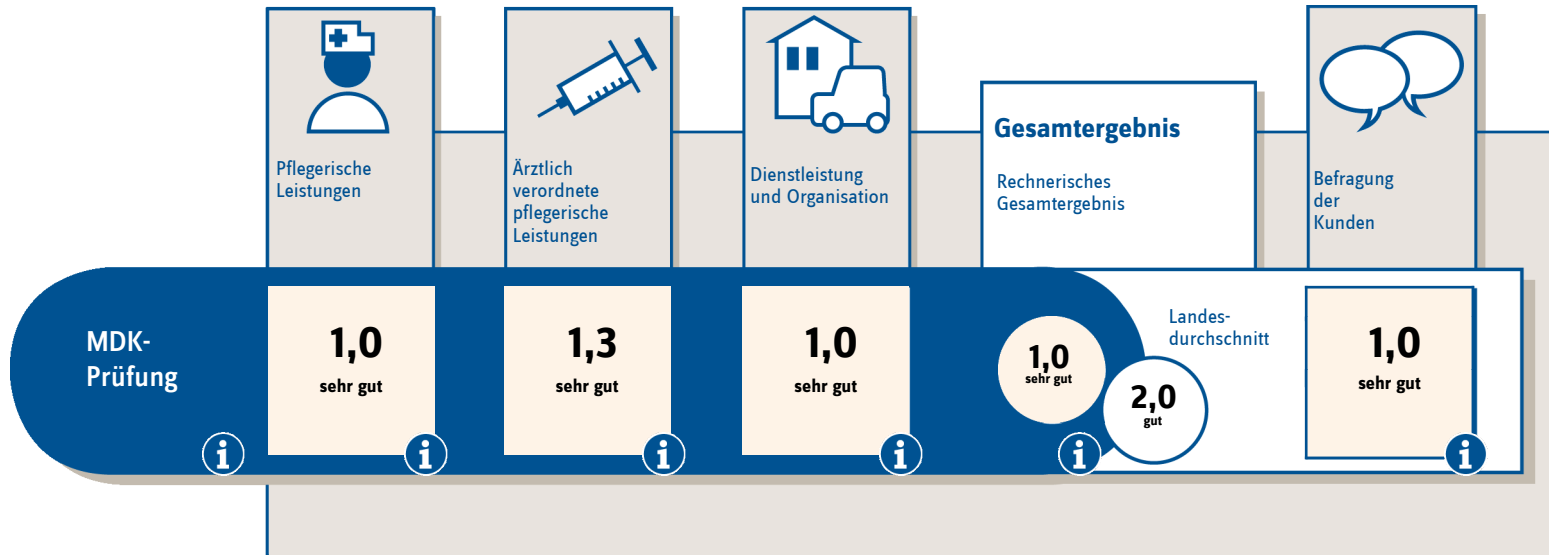 Pflegerische
Leistungen
Ärztlich
verordnete
pflegerische
Leistungen
Dienstleistung
und Organisation
Gesamtergebnis
Rechnerisches
Gesamtergebnis
Befragung
der
Kunden
MDK-
Prüfung
1,0
sehr gut
1,3
sehr gut
1,0
sehr gut
1,0
sehr gut
Landes-
durchschnitt
2,0
gut
1,0
sehr gut
i
i
i
i
i
i